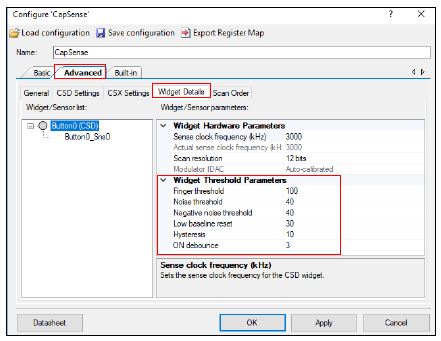 Configure 'CapSense'
? X
Load configuration Save configuration Export Register Map
Name: CapSense
Basic Advanced Built-in
General CSD Settings CSX Settings Widget Details Scan Order
Widget/Sensor list: Widget/Sensor parameters:
Button0 (CSD)
Button0_Sns0
Widget Hardware Parameters
Sense clock frequency (kHz) 3000
Actual sense clock frequency (kH 3000
Scan resolution 12 bits
Modulator IDAC Auto-calibrated
Widget Threshold Parameters
Finger threshold 100
Noise threshold 40
Negative noise threshold 40
Low baseline reset 30
Hysteresis 10
ON debounce 3
Sense clock frequency (kHz)
Sets the sense clock frequency for the CSD widget.
Datasheet OK Apply Cancel